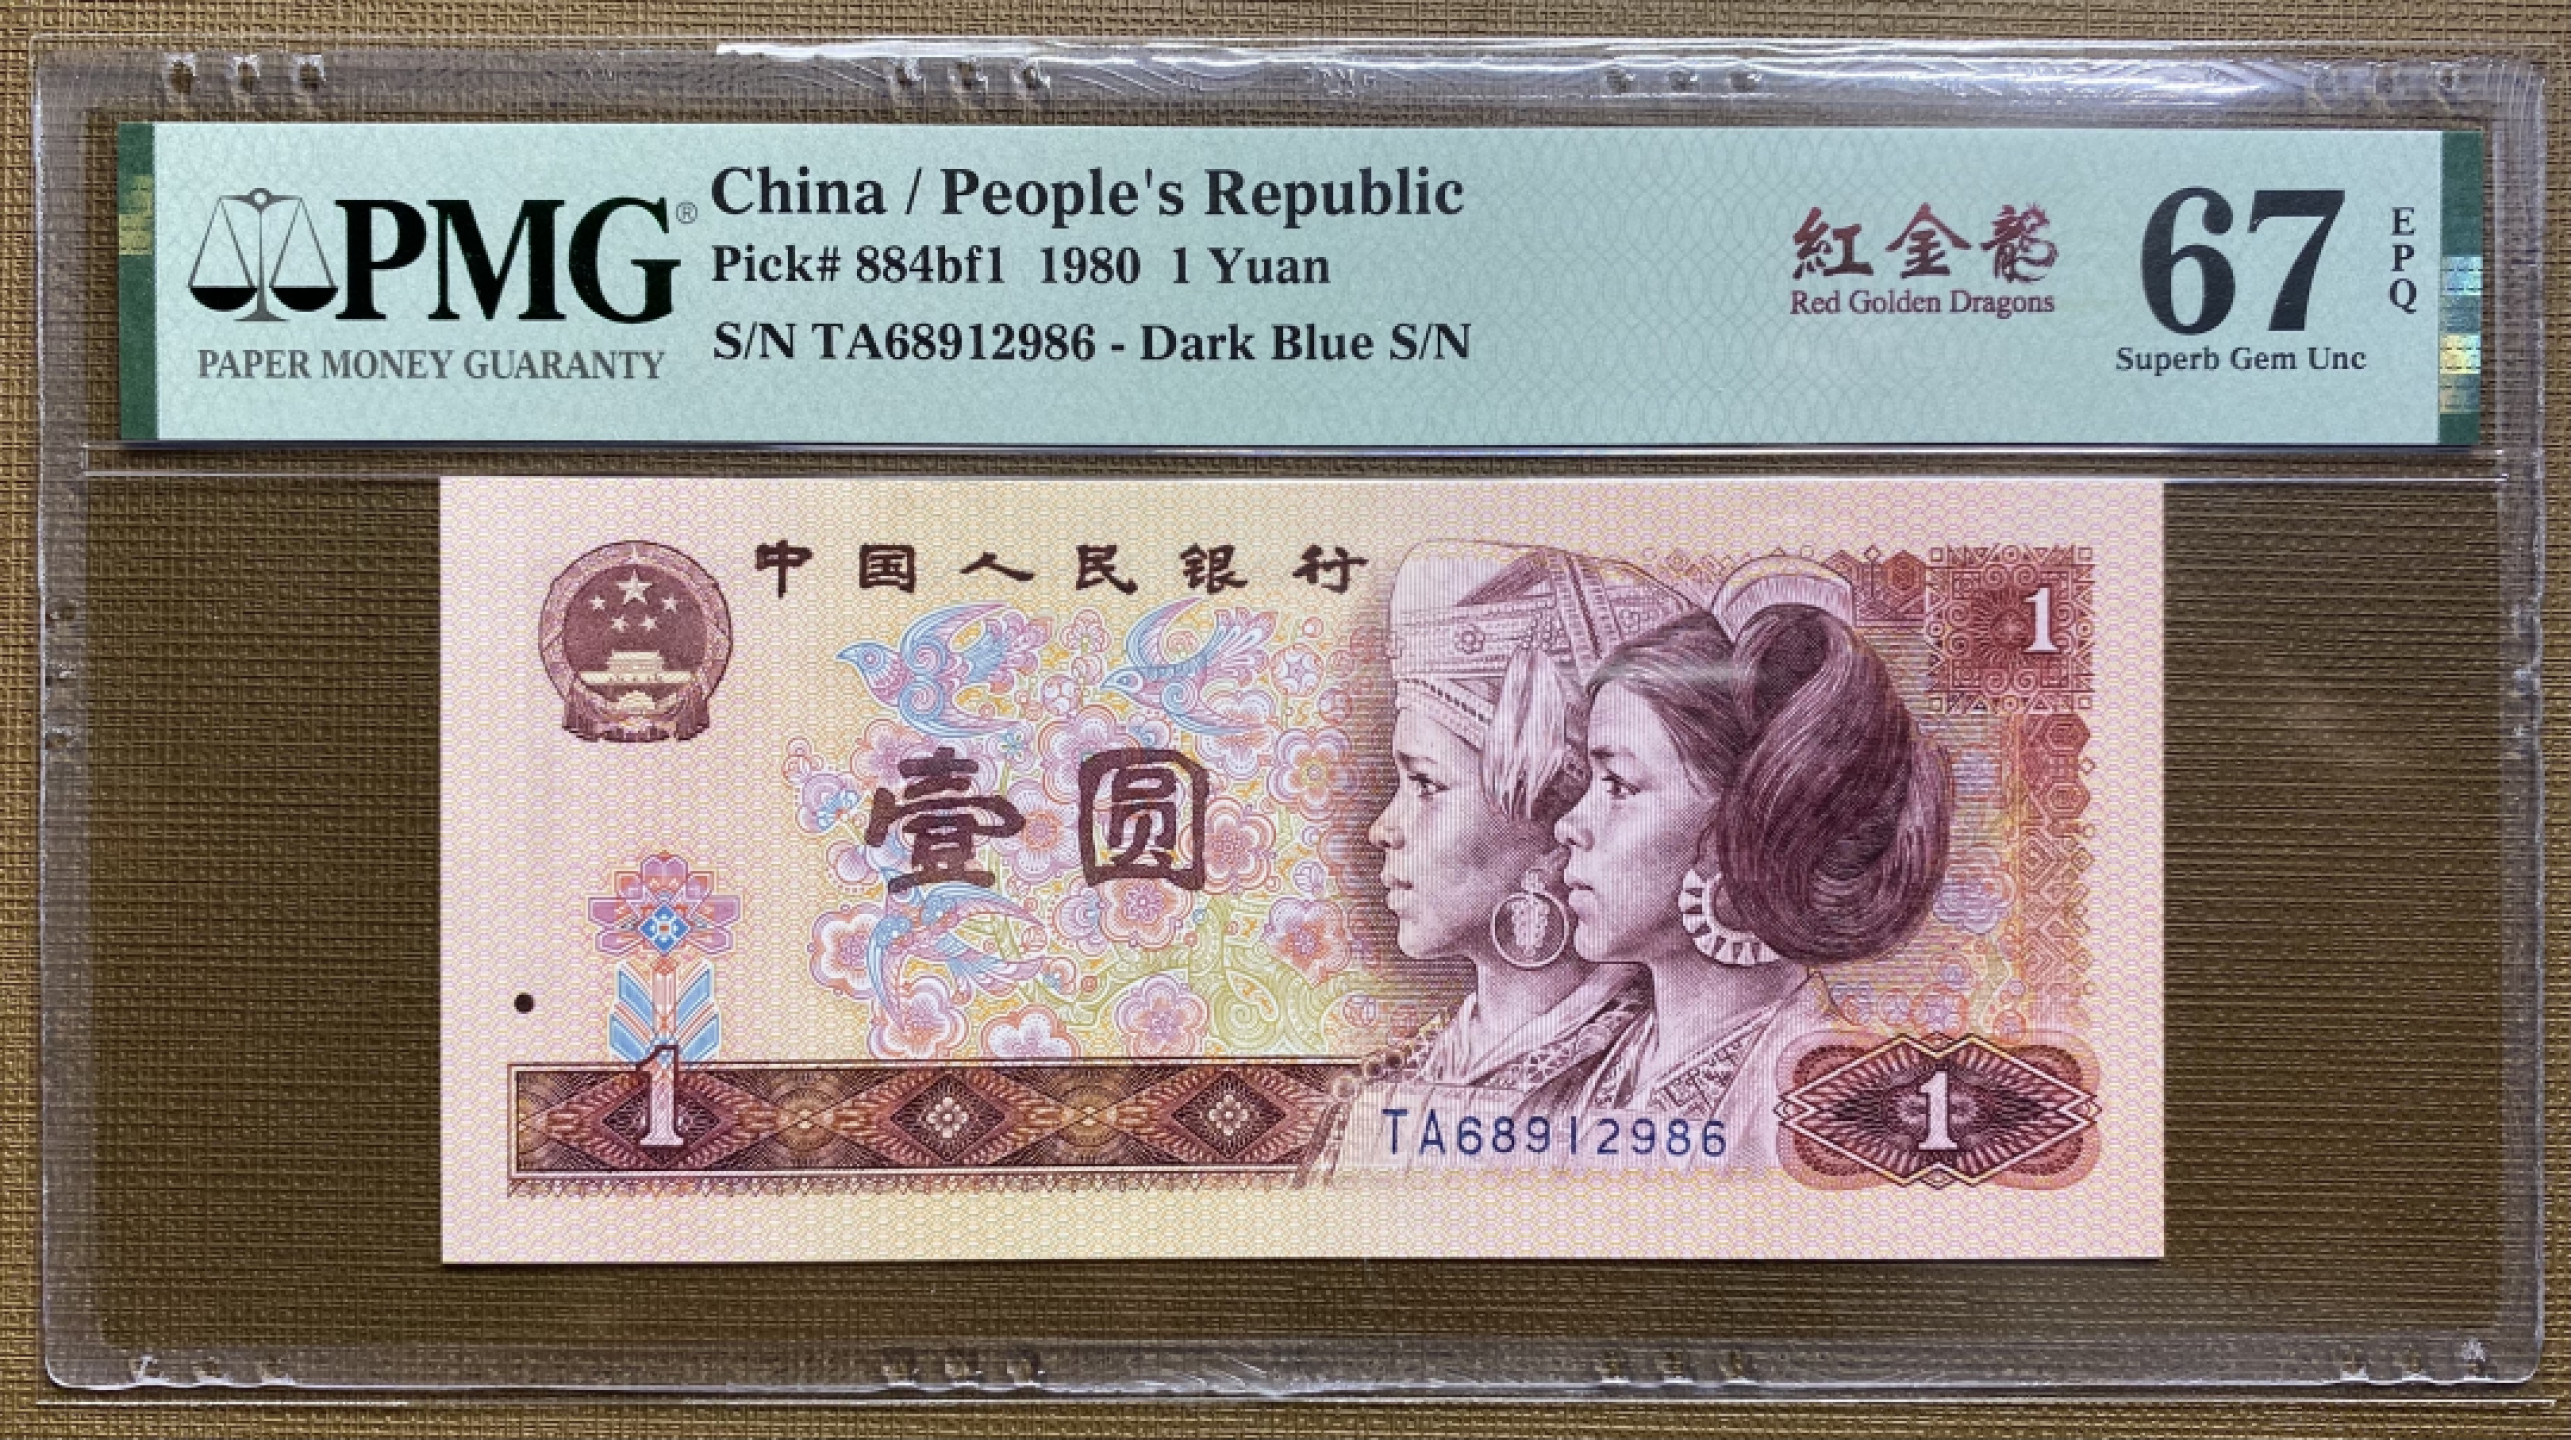 PMG®
PAPER MONEY GUARANTY
China / People's Republic
Pick# 884bf1 1980 1 Yuan
S/N TA68912986 - Dark Blue S/N
紅金龍
Red Golden Dragons
67
EPQ
Superb Gem Unc
中国人民银行
1
壹圆
1
TA68912986
1